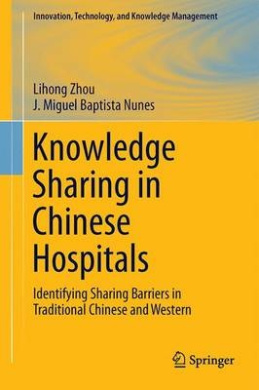 Innovation, Technology, and Knowledge Management
Lihong Zhou
J. Miguel Baptista Nunes
Knowledge
Sharing in
Chinese
Hospitals
Identifying Sharing Barriers in
Traditional Chinese and Western
Springer